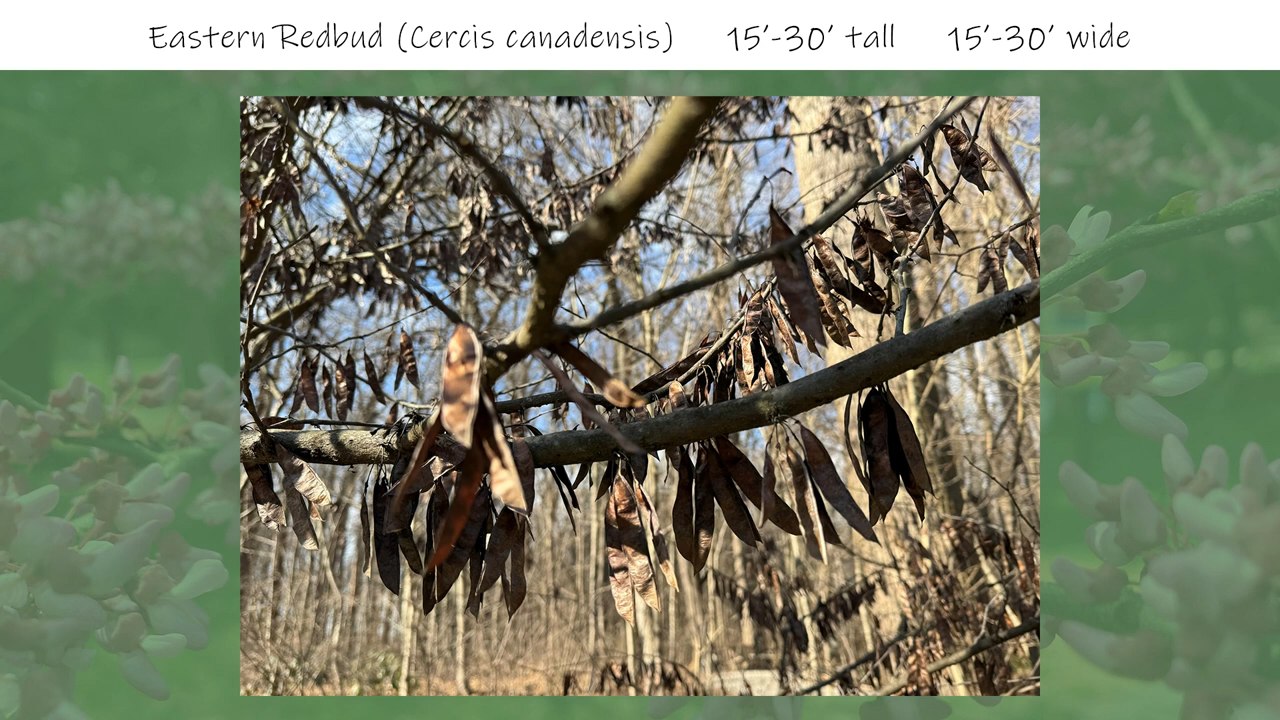 Eastern Redbud (Cercis canadensis) 15’-30’ tall 15’-30’ wide